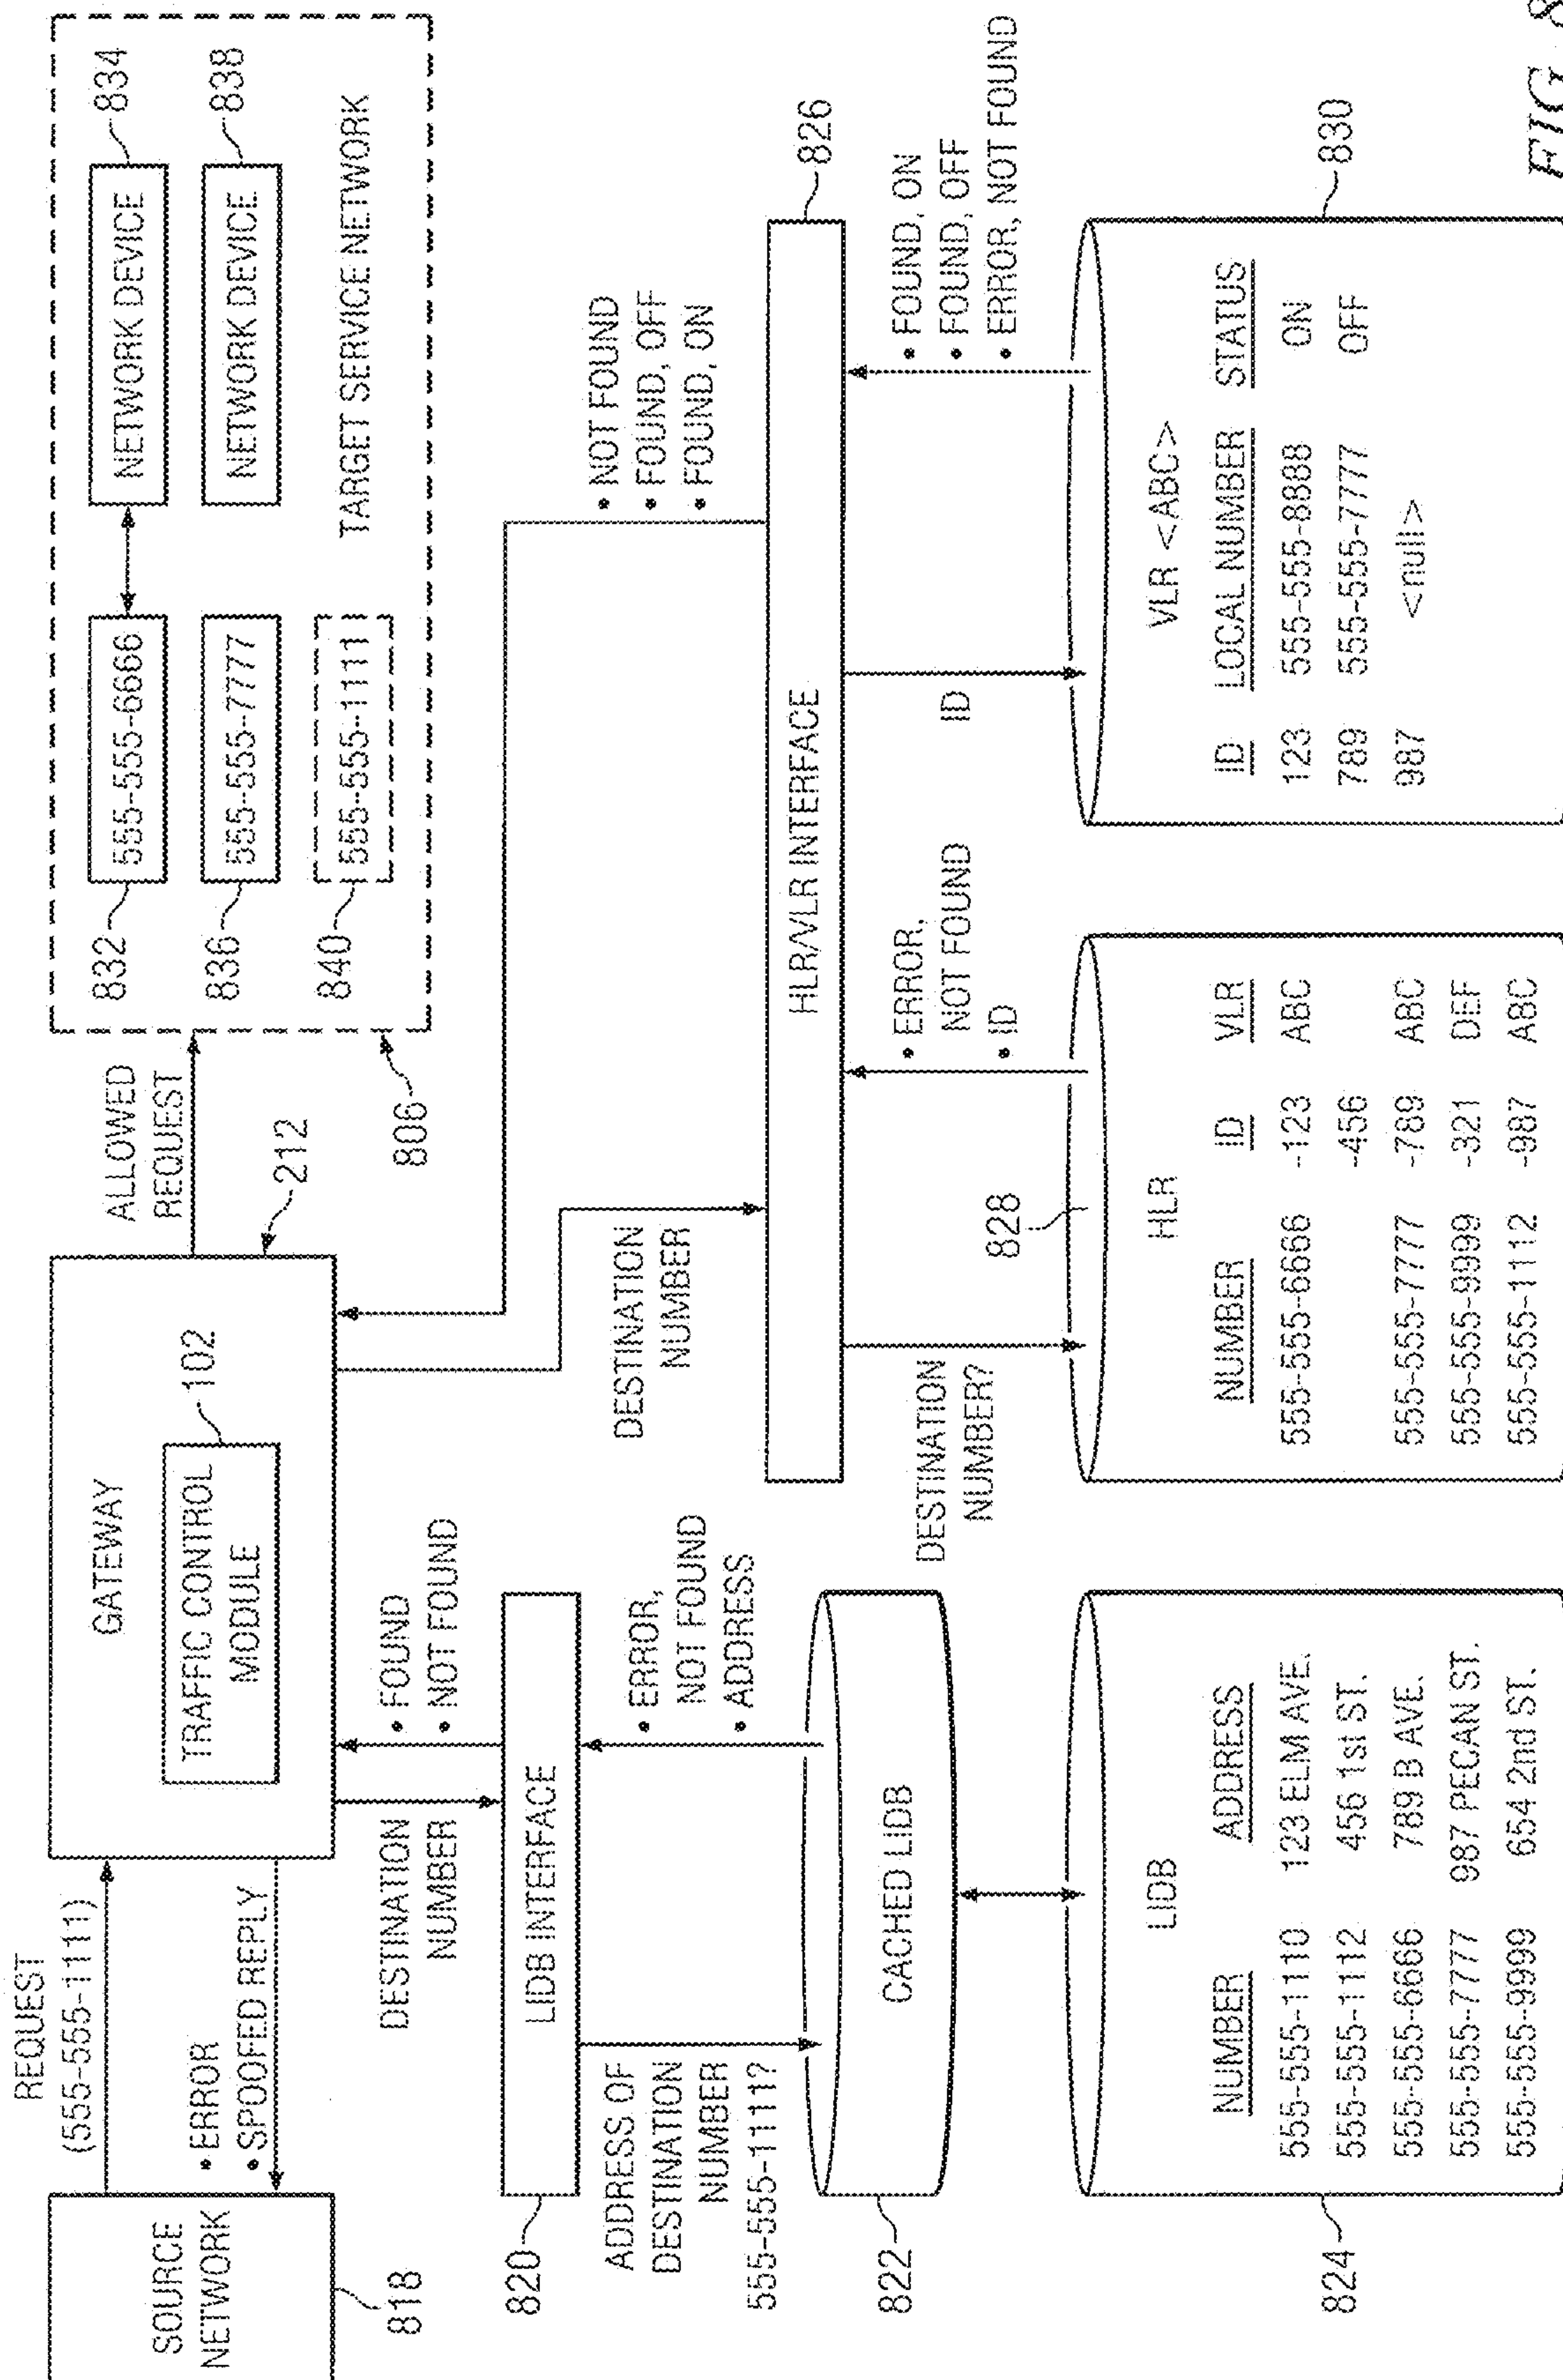 REQUEST
(555-555-1111)
SOURCE
NETWORK
818
• ERROR
• SPOOFED REPLY
GATEWAY
TRAFFIC CONTROL
MODULE
102
212
ALLOWED
REQUEST
806
832
555-555-6666
NETWORK DEVICE
834
836
555-555-7777
NETWORK DEVICE
838
840
555-555-1111
TARGET SERVICE NETWORK
DESTINATION
NUMBER
• FOUND
• NOT FOUND
820
LIDB INTERFACE
ADDRESS OF
DESTINATION
NUMBER
555-555-1111?
• ERROR,
NOT FOUND
• ADDRESS
822
CACHED LIDB
824
LIDB
NUMBER ADDRESS
555-555-1110 123 ELM AVE.
555-555-1112 456 1st ST.
555-555-6666 789 B AVE.
555-555-7777 987 PECAN ST.
555-555-9999 654 2nd ST.
DESTINATION
NUMBER
• NOT FOUND
• FOUND, OFF
• FOUND, ON
HLR/VLR INTERFACE
826
DESTINATION
NUMBER?
• ERROR,
NOT FOUND
• ID
828
HLR
NUMBER ID VLR
555-555-6666 -123 ABC
-456
555-555-7777 -789 ABC
555-555-9999 -321 DEF
555-555-1112 -987 ABC
ID
• FOUND, ON
• FOUND, OFF
• ERROR, NOT FOUND
830
VLR <ABC>
ID LOCAL NUMBER STATUS
123 555-555-8888 ON
789 555-555-7777 OFF
987 <null>
FIG. 8